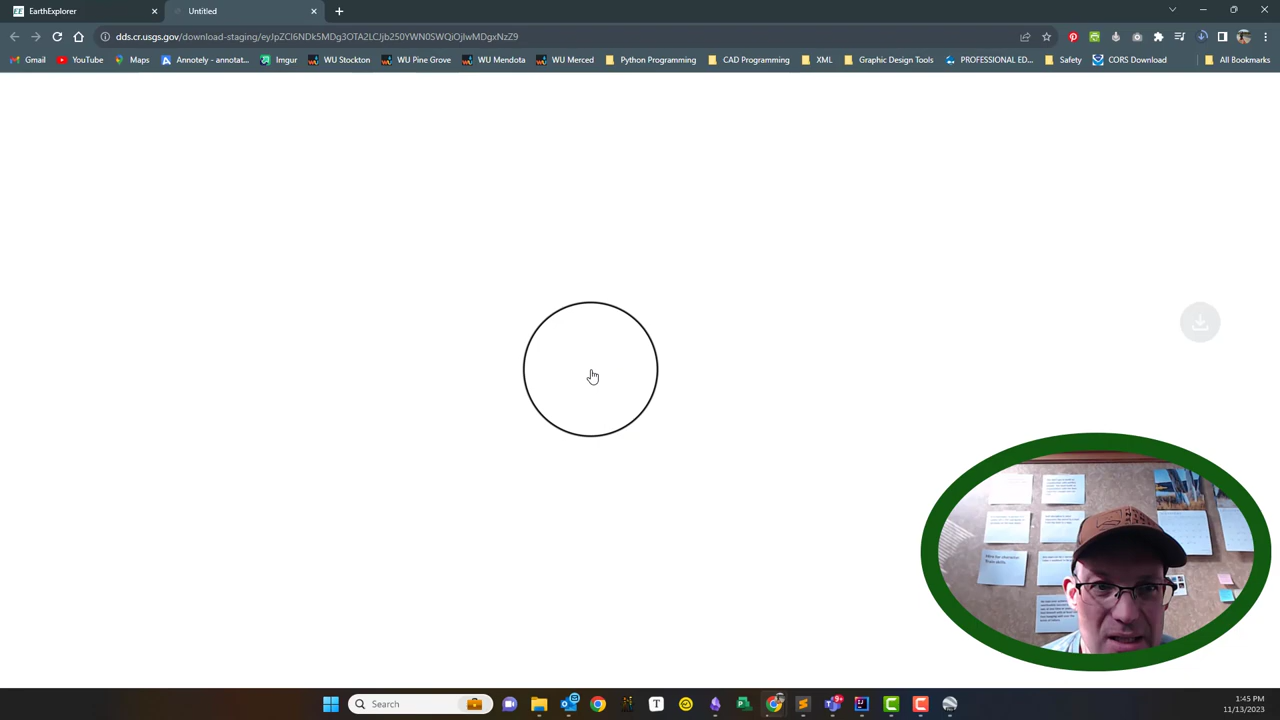 EE EarthExplorer
Untitled
dds.cr.usgs.gov/download-staging/eyJpZCI6NDk5MDg3OTA2LCJjb250YWN0SWQiOjIwMDgxNzZ9
Gmail YouTube Maps Annotely - annotat... Imgur WU Stockton WU Pine Grove WU Mendota WU Merced Python Programming CAD Programming XML Graphic Design Tools PROFESSIONAL ED... Safety CORS Download All Bookmarks
Search
1:45 PM
11/13/2023